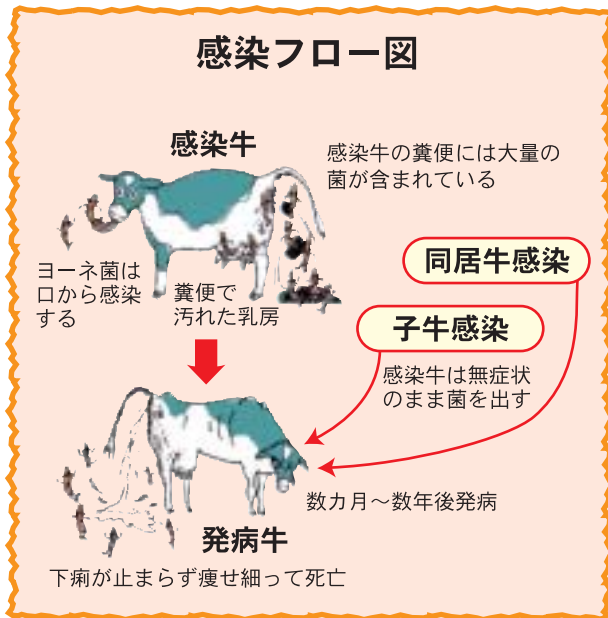 感染フロー図
感染牛
感染牛の糞便には大量の
菌が含まれている
ヨーネ菌は
口から感染
する
糞便で
汚れた乳房
同居牛感染
子牛感染
感染牛は無症状
のまま菌を出す
数カ月～数年後発病
発病牛
下痢が止まらず痩せ細って死亡